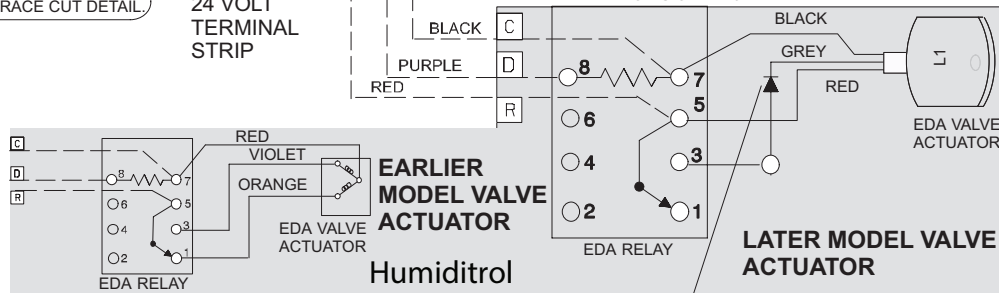 RACE CUT DETAIL.
24 VOLT
TERMINAL
STRIP
BLACK
C
PURPLE
D
RED
R
8
7
6
5
4
3
2
1
EDA RELAY
BLACK
GREY
RED
L1
EDA VALVE
ACTUATOR
LATER MODEL VALVE
ACTUATOR
C
D
R
8
7
6
5
4
3
2
1
EDA RELAY
RED
VIOLET
ORANGE
EDA VALVE
ACTUATOR
EARLIER
MODEL VALVE
ACTUATOR
Humiditrol